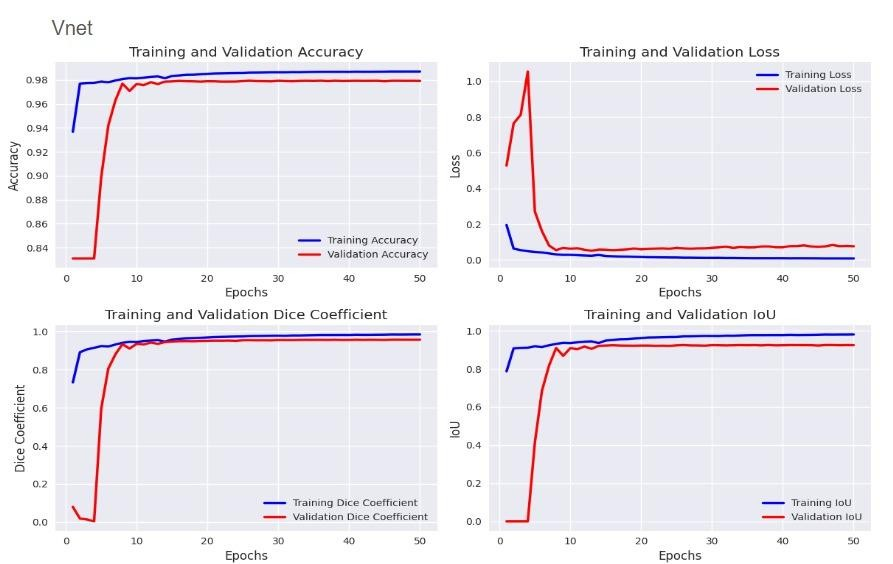 Vnet
Training and Validation Accuracy
0.98
0.96
0.94
0.92
0.90
0.88
0.86
0.84
Accuracy
Training Accuracy
Validation Accuracy
0 10 20 30 40 50
Epochs
Training and Validation Loss
1.0
0.8
0.6
0.4
0.2
0.0
Loss
Training Loss
Validation Loss
0 10 20 30 40 50
Epochs
Training and Validation Dice Coefficient
1.0
0.8
0.6
0.4
0.2
0.0
Dice Coefficient
Training Dice Coefficient
Validation Dice Coefficient
0 10 20 30 40 50
Epochs
Training and Validation IoU
1.0
0.8
0.6
0.4
0.2
0.0
IoU
Training IoU
Validation IoU
0 10 20 30 40 50
Epochs